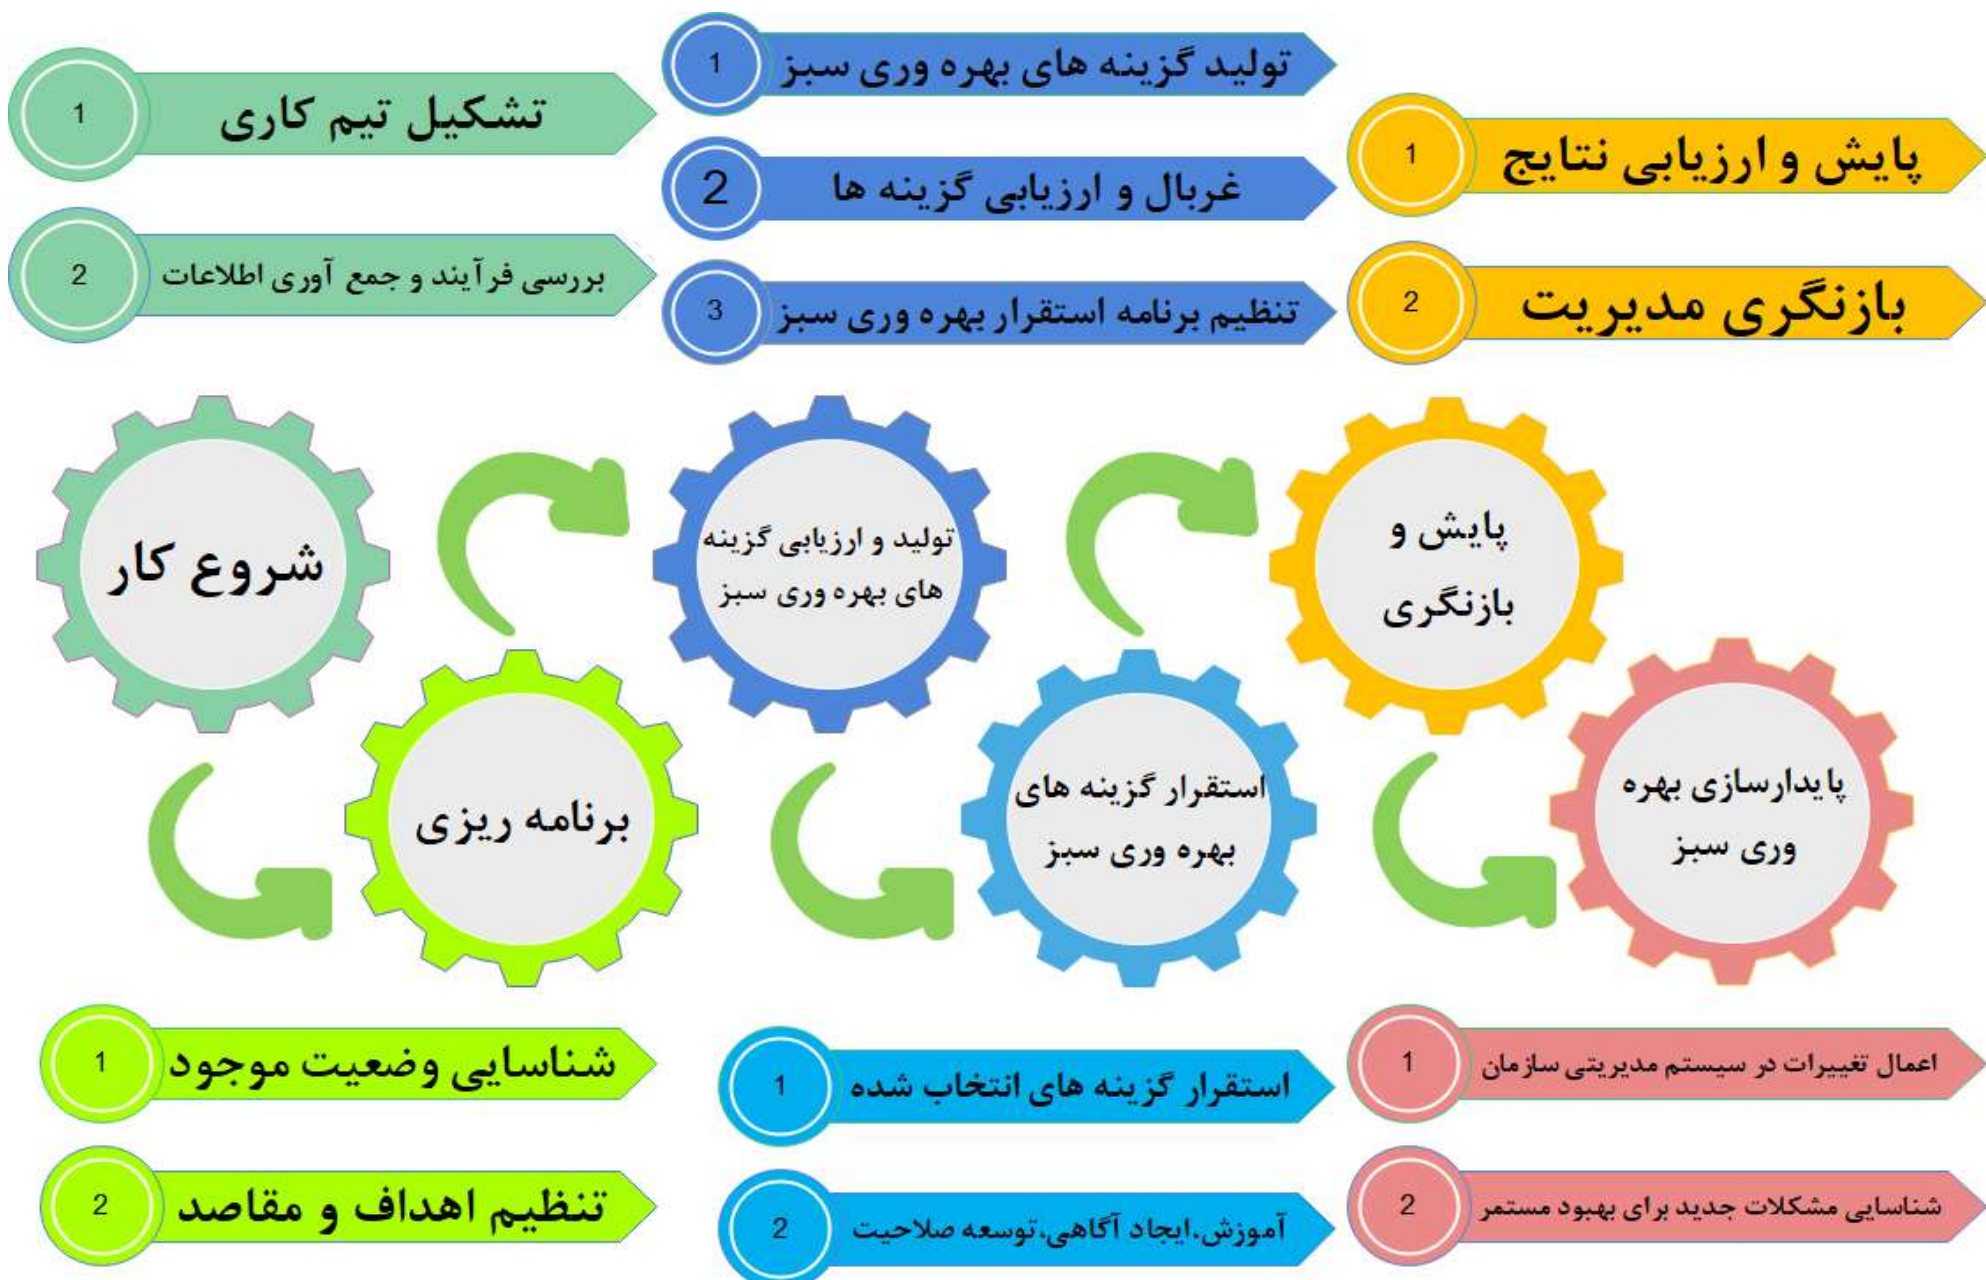 1
تشکیل تیم کاری
2
بررسی فرآیند و جمع آوری اطلاعات
1
تولید گزینه های بهره وری سبز
2
غربال و ارزیابی گزینه ها
3
تنظیم برنامه استقرار بهره وری سبز
1
پایش و ارزیابی نتایج
2
بازنگری مدیریت
شروع کار
برنامه ریزی
تولید و ارزیابی گزینه
های بهره وری سبز
استقرار گزینه های
بهره وری سبز
پایش و
بازنگری
پایدارسازی بهره
وری سبز
1
شناسایی وضعیت موجود
2
تنظیم اهداف و مقاصد
1
استقرار گزینه های انتخاب شده
2
آموزش،ایجاد آگاهی،توسعه صلاحیت
1
اعمال تغییرات در سیستم مدیریتی سازمان
2
شناسایی مشکلات جدید برای بهبود مستمر